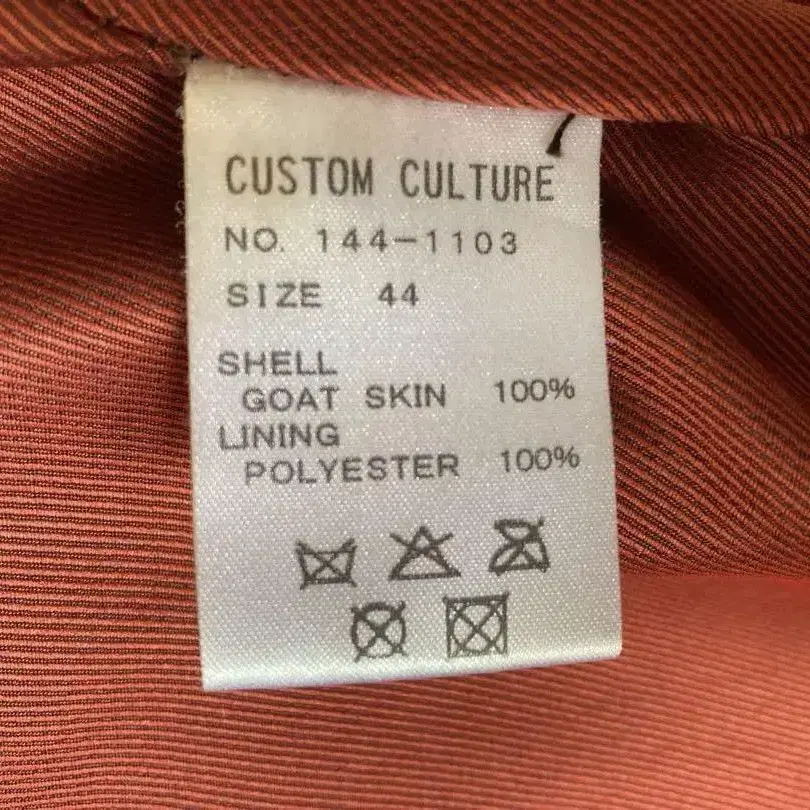 CUSTOM CULTURE
NO. 144-1103
SIZE 44
SHELL
GOAT SKIN 100%
LINING
POLYESTER 100%